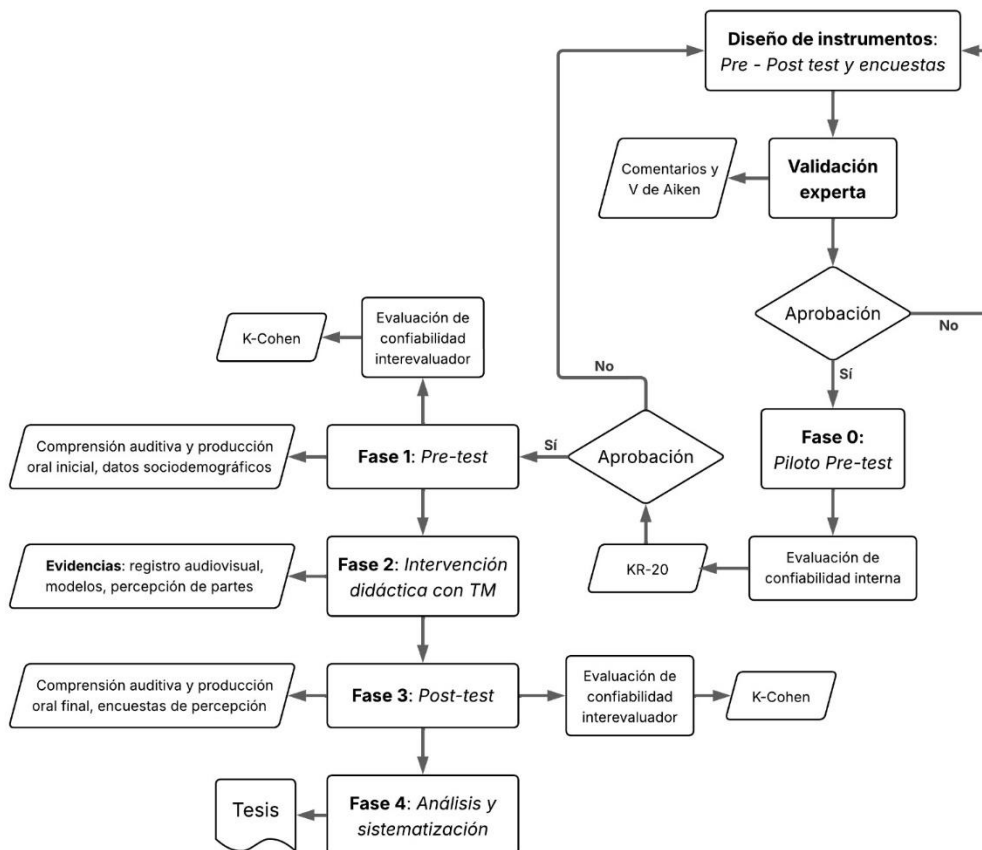 Diseño de instrumentos:
Pre - Post test y encuestas
Comentarios y
V de Aiken
Validación
experta
Aprobación
No
Sí
Fase 0:
Piloto Pre-test
Evaluación de
confiabilidad interna
KR-20
Aprobación
No
Sí
K-Cohen
Evaluación de
confiabilidad
interevaluador
Comprensión auditiva y producción
oral inicial, datos sociodemográficos
Fase 1: Pre-test
Evidencias: registro audiovisual,
modelos, percepción de partes
Fase 2: Intervención
didáctica con TM
Comprensión auditiva y producción
oral final, encuestas de percepción
Fase 3: Post-test
Evaluación de
confiabilidad
interevaluador
K-Cohen
Tesis
Fase 4: Análisis y
sistematización